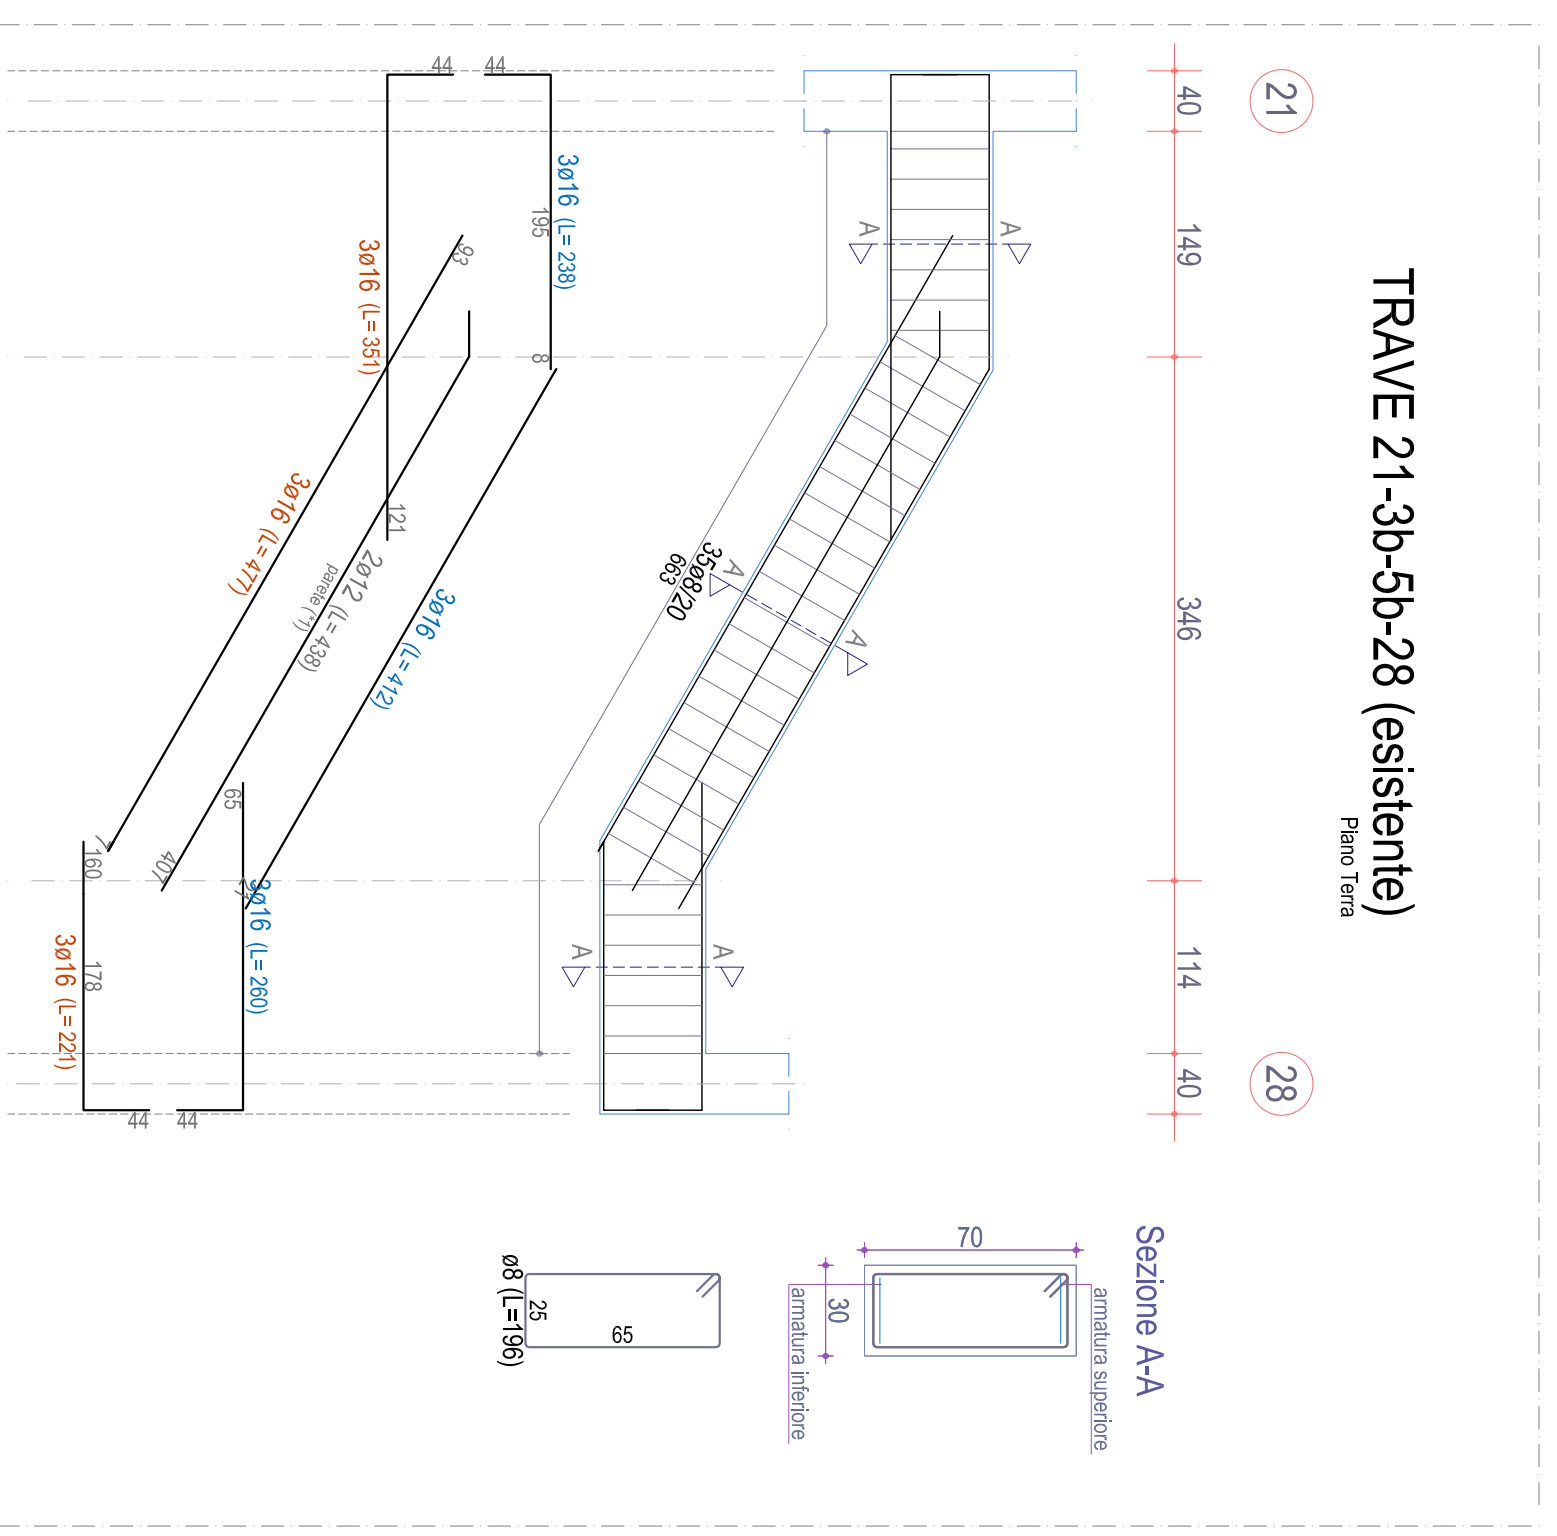 TRAVE 21-3b-5b-28 (esistente)
Piano Terra
21
28
40
149
346
114
40
A
A
A
A
A
A
35ø8/20
663
44
44
3ø16 (L= 238)
195
8
3ø16 (L= 351)
121
93
3ø16 (L= 477)
7
2ø12 (L= 438)
parete (*1)
407
3ø16 (L= 412)
65
3ø16 (L= 260)
160
178
3ø16 (L= 221)
44
44
Sezione A-A
70
30
armatura superiore
armatura inferiore
25
65
ø8 (L=196)